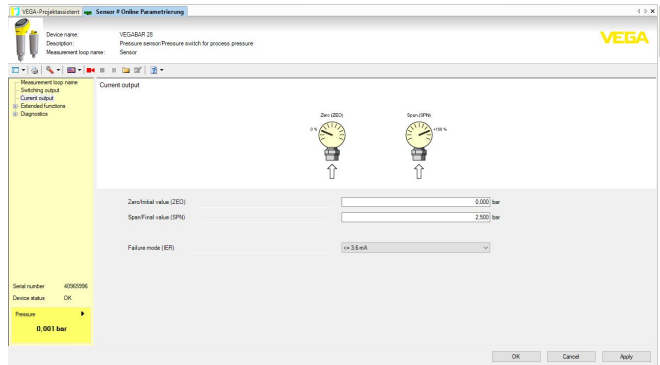 VEGA-Projektassistent
Sensor # Online Parametrierung
Device name: VEGABAR 28
Description: Pressure sensor/Pressure switch for process pressure
Measurement loop name: Sensor
VEGA
Measurement loop name
Switching output
Current output
Extended functions
Diagnostics
Current output
Zero (ZEO)
Span (SPN)
0 %
+100 %
Zero/Initial value (ZEO) 0,000 bar
Span/Final value (SPN) 2,500 bar
Failure mode (IER) <= 3.6 mA
Serial number 40965996
Device status OK
Pressure
0,001 bar
OK
Cancel
Apply